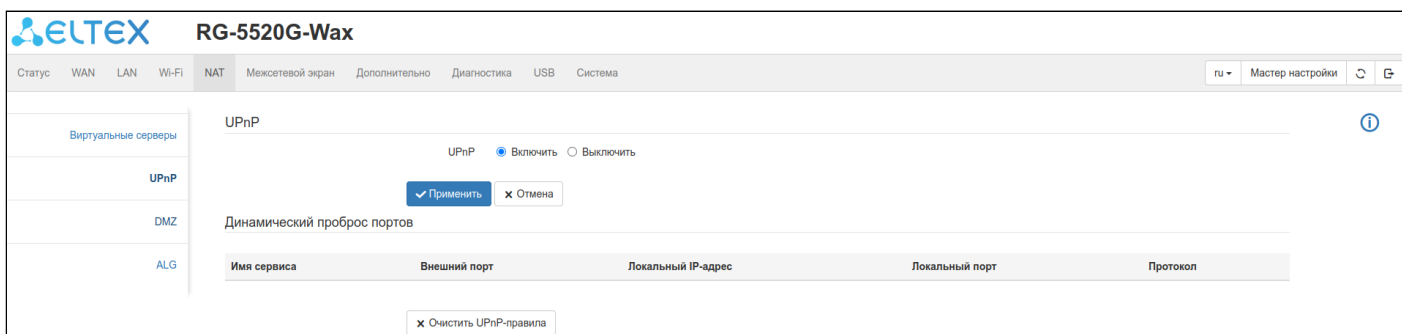 ELTEX RG-5520G-Wax
Статус WAN LAN Wi-Fi NAT Межсетевой экран Дополнительно Диагностика USB Система ru Мастер настройки
Виртуальные серверы
UPnP
DMZ
ALG
UPnP
UPnP Включить Выключить
Применить Отмена
Динамический проброс портов
Имя сервиса Внешний порт Локальный IP-адрес Локальный порт Протокол
Очистить UPnP-правила